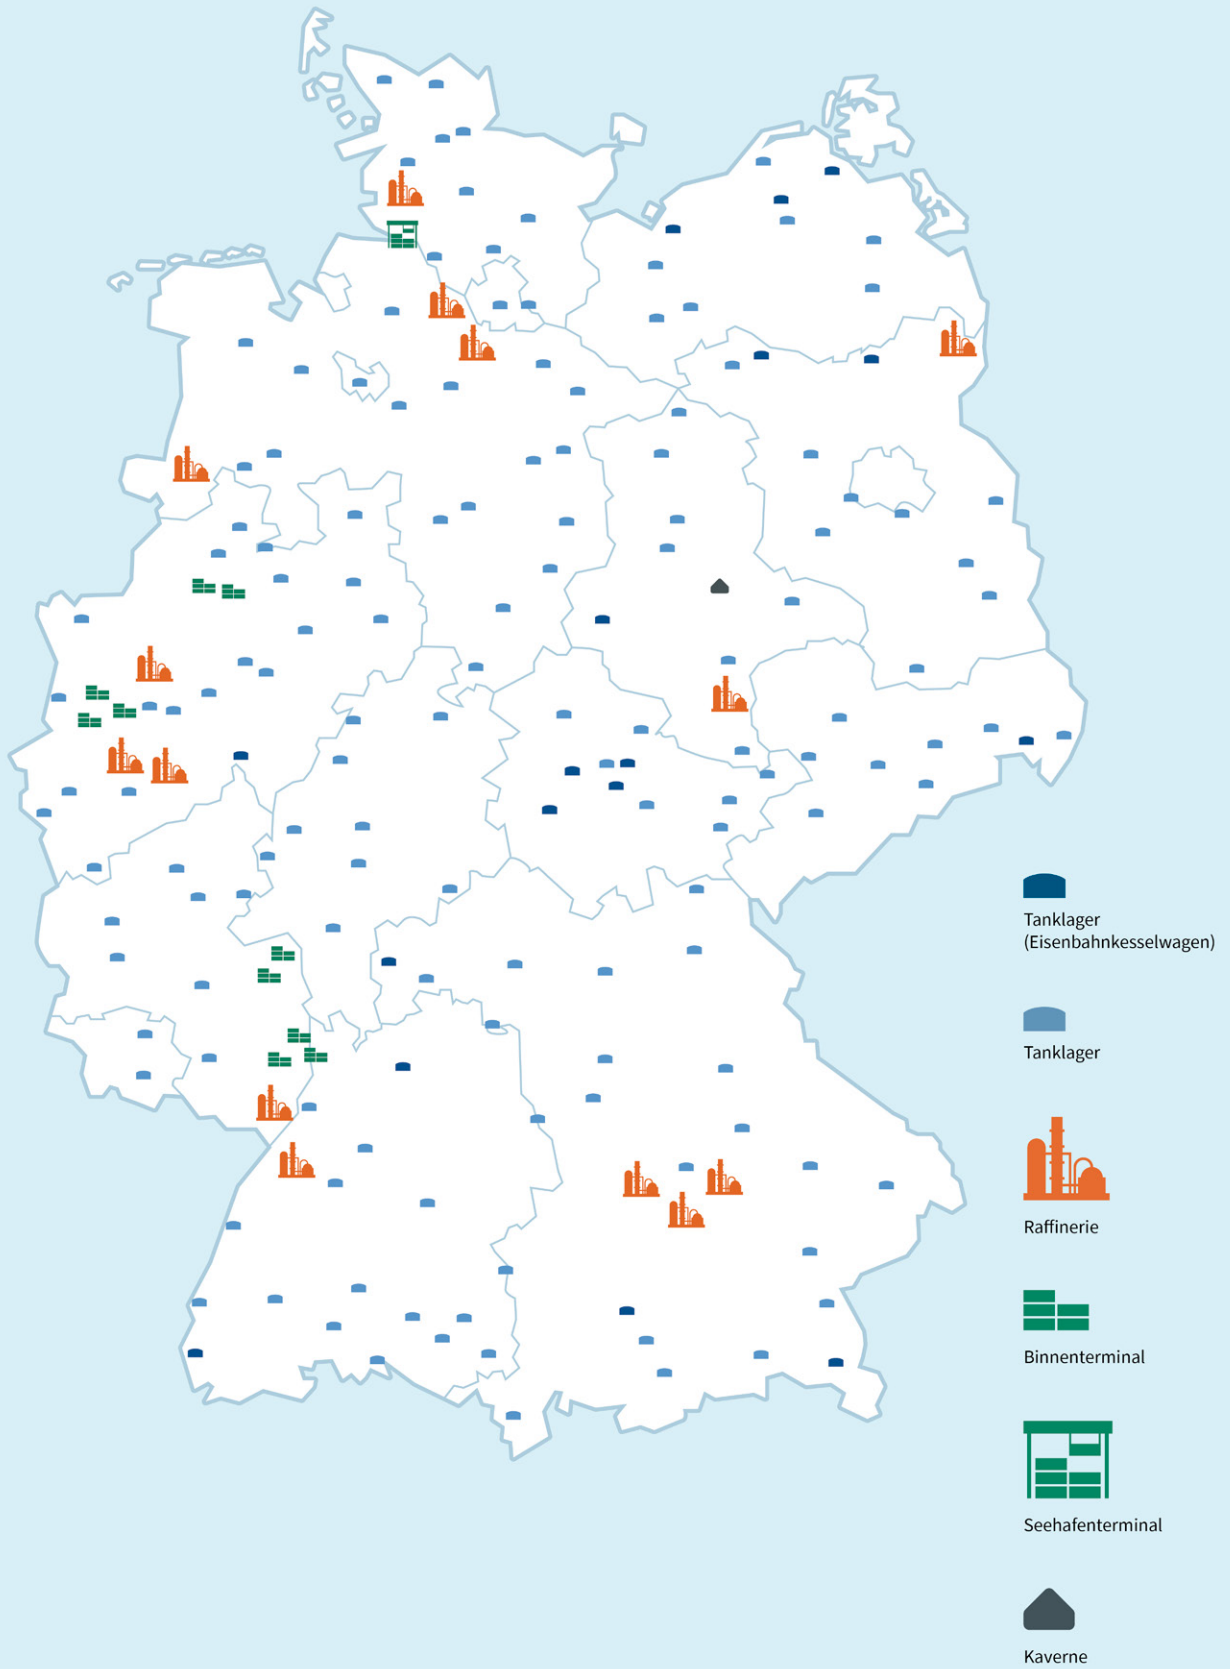 Tanklager
(Eisenbahnkesselwagen)
Tanklager
Raffinerie
Binnenterminal
Seehafenterminal
Kaverne